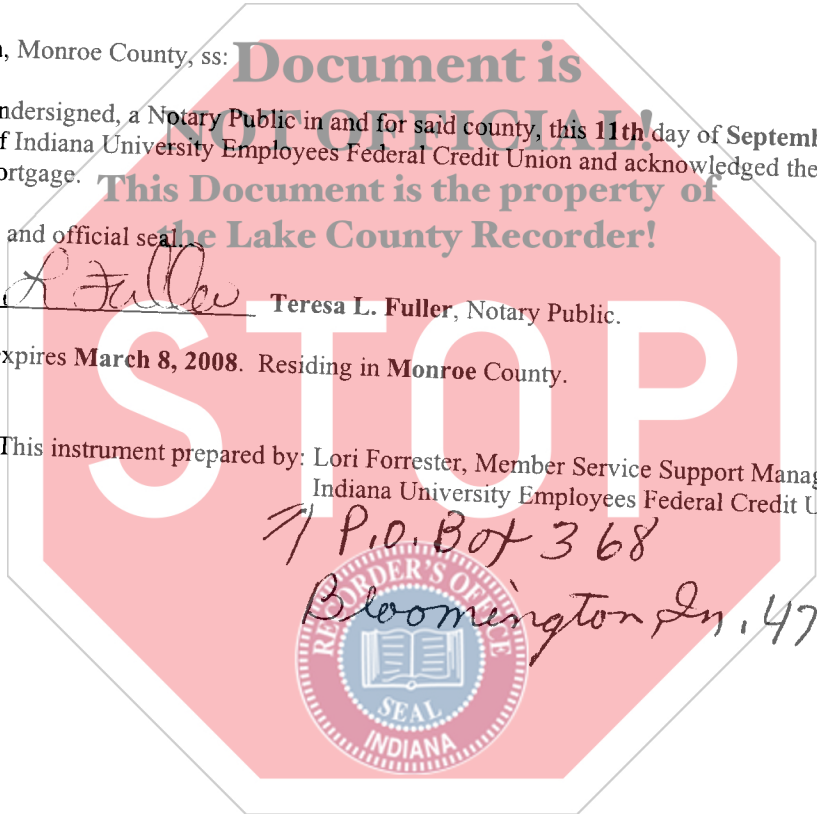 , Monroe County, ss:
Document is
NOT OFFICIAL!
ndersigned, a Notary Public in and for said county, this 11th day of Septemb
f Indiana University Employees Federal Credit Union and acknowledged the
ortgage.
This Document is the property of
the Lake County Recorder!
and official seal.
L Fuller
Teresa L. Fuller, Notary Public.
STOP
xpires March 8, 2008. Residing in Monroe County.
This instrument prepared by: Lori Forrester, Member Service Support Manag
Indiana University Employees Federal Credit U
P.O. Box 368
Bloomington, In. 47
RECORDER'S OFFICE
SEAL
INDIANA